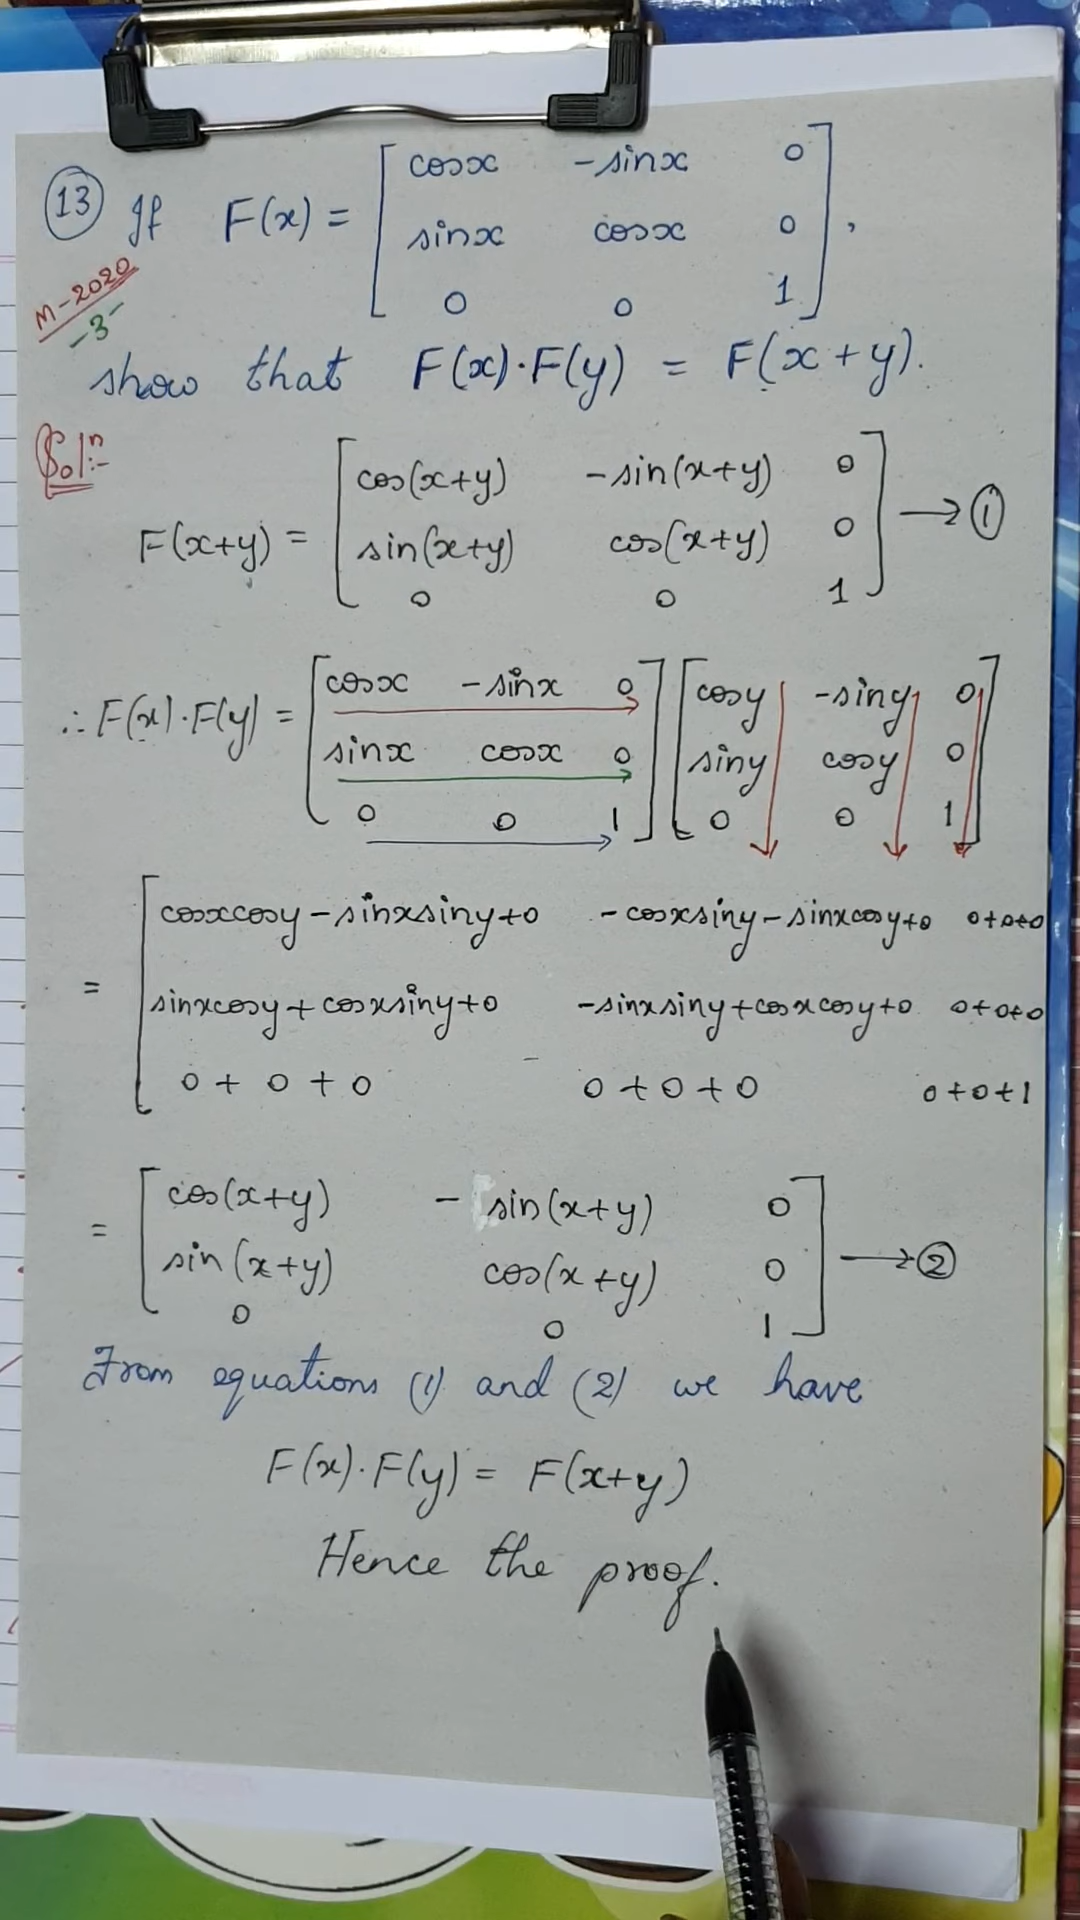 (13) If F(x) = [ cosx -sinx 0
sinx cosx 0
0 0 1 ],
M-2020
-3-
show that F(x)·F(y) = F(x+y).
Solⁿ:-
F(x+y) = [ cos(x+y) -sin(x+y) 0
sin(x+y) cos(x+y) 0
0 0 1 ] → (1)
∴ F(x)·F(y) = [ cosx -sinx 0 ] [ cosy -siny 0 ]
[ sinx cosx 0 ] [ siny cosy 0 ]
[ 0 0 1 ] [ 0 0 1 ]
= [ cosxcosy-sinxsiny+0 -cosxsiny-sinxcosy+0 0+0+0
sinxcosy+cosxsiny+0 -sinxsiny+cosxcosy+0 0+0+0
0+0+0 0+0+0 0+0+1
= [ cos(x+y) - sin(x+y) 0
sin(x+y) cos(x+y) 0
0 0 1 ] → (2)
From equations (1) and (2) we have
F(x)·F(y) = F(x+y)
Hence the proof.